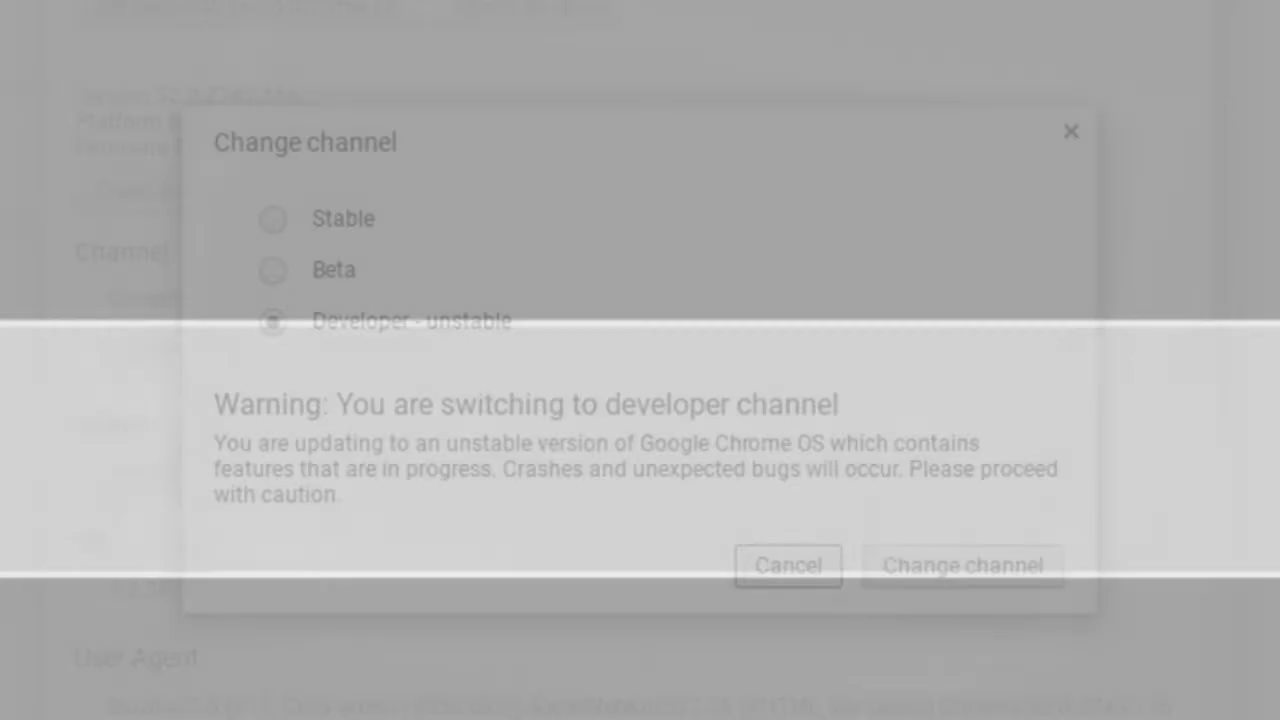 Platform
Change channel
Stable
Channel
Beta
Developer - unstable
Warning: You are switching to developer channel
You are updating to an unstable version of Google Chrome OS which contains
features that are in progress. Crashes and unexpected bugs will occur. Please proceed
with caution.
Cancel Change channel
User Agent